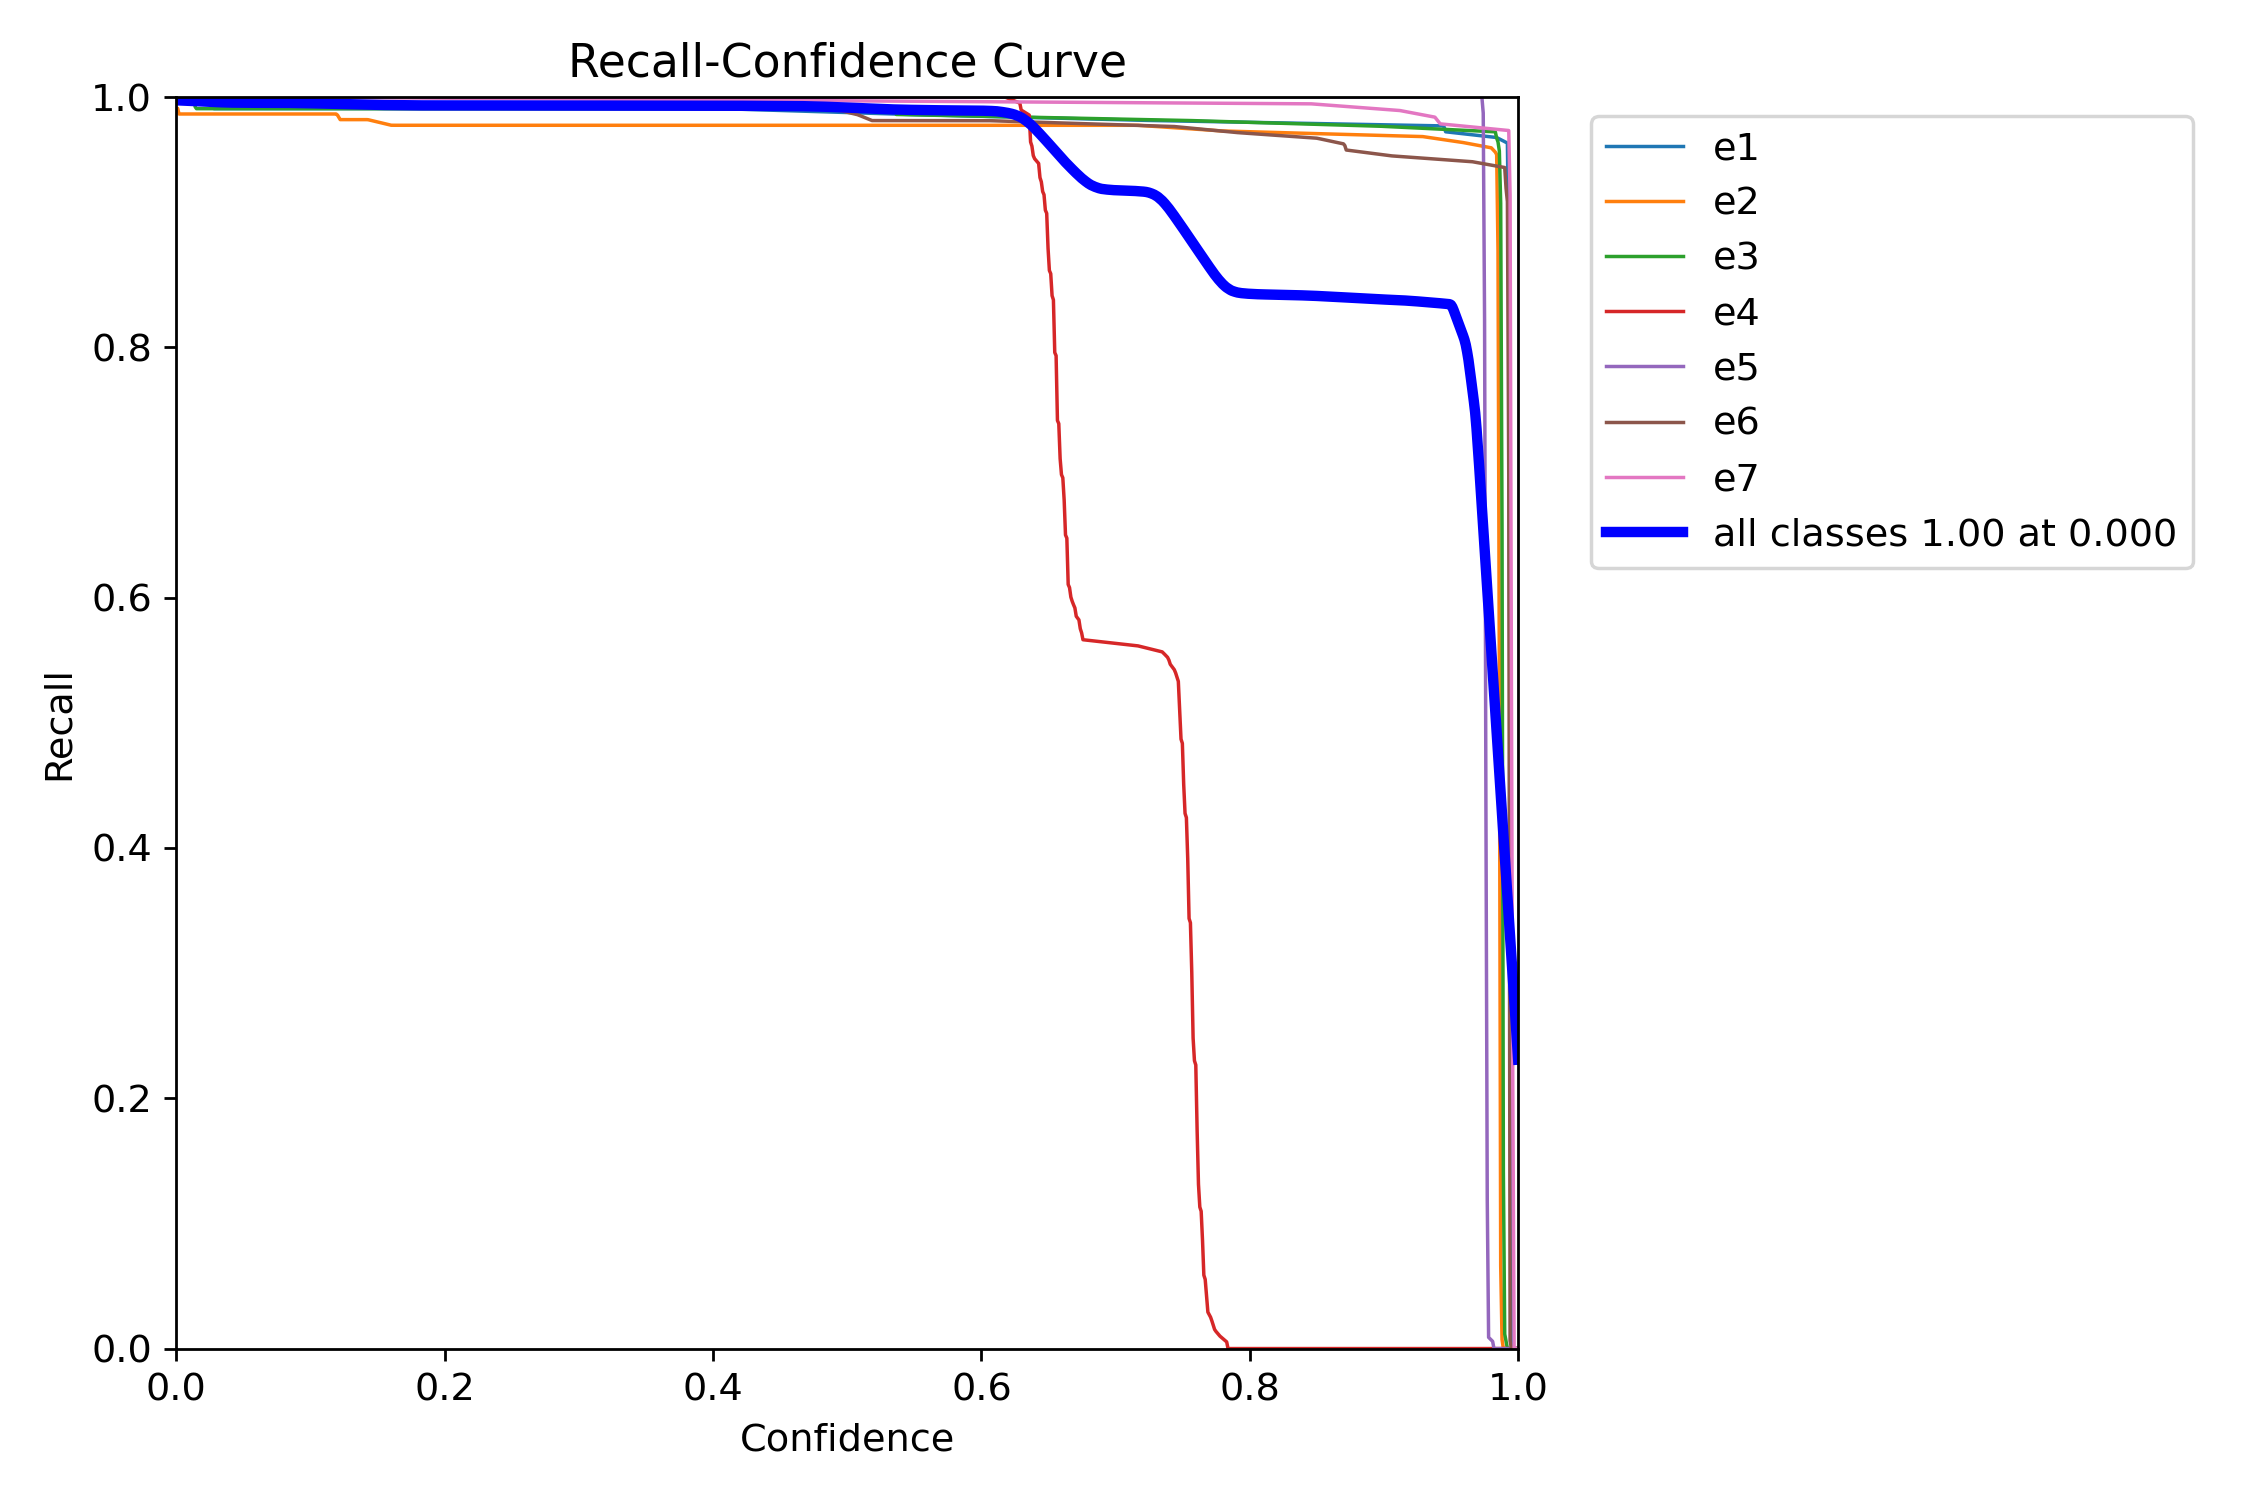 Recall-Confidence Curve
1.0
0.8
0.6
0.4
0.2
0.0
Recall
0.0 0.2 0.4 0.6 0.8 1.0
Confidence
e1
e2
e3
e4
e5
e6
e7
all classes 1.00 at 0.000